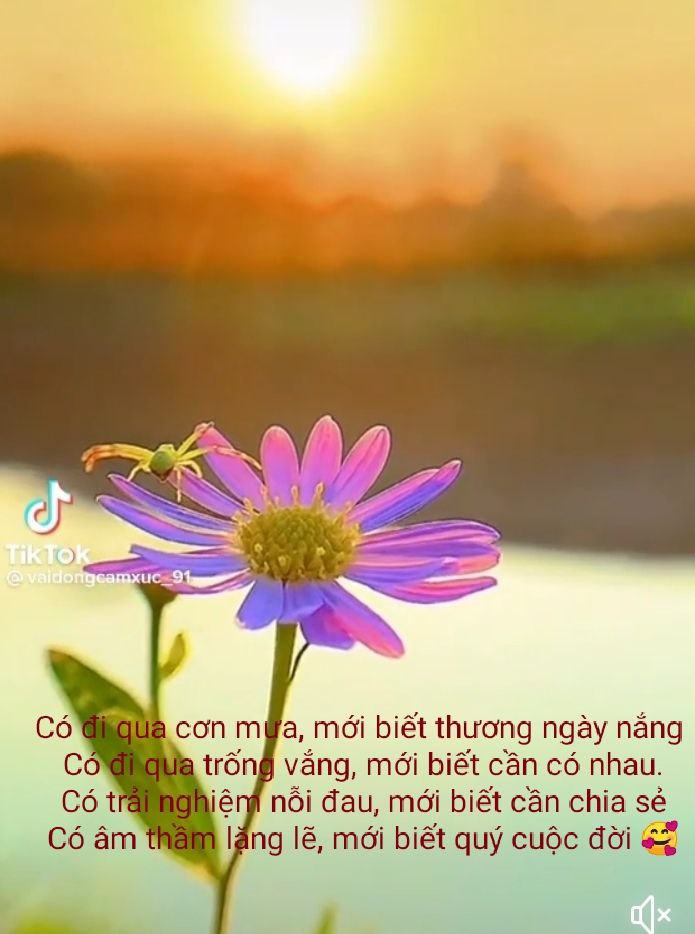 TikTok
@vaidongcamxuc_91
Có đi qua cơn mưa, mới biết thương ngày nắng
Có đi qua trống vắng, mới biết cần có nhau.
Có trải nghiệm nỗi đau, mới biết cần chia sẻ
Có âm thầm lặng lẽ, mới biết quý cuộc đời 🥰